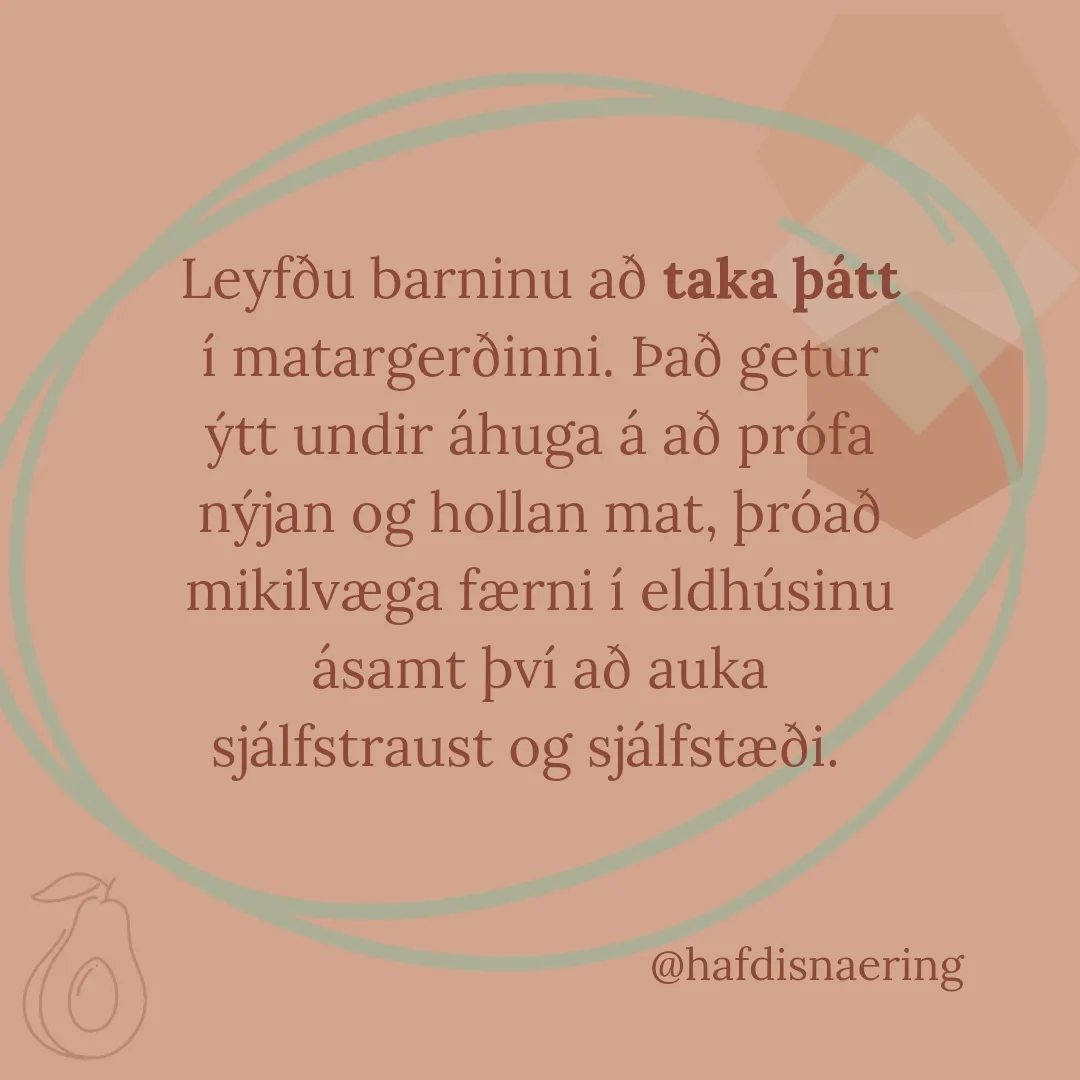 Leyfðu barninu að taka þátt
í matargerðinni. Það getur
ýtt undir áhuga á að prófa
nýjan og hollan mat, þróað
mikilvæga færni í eldhúsinu
ásamt því að auka
sjálfstraust og sjálfstæði.
@hafdisnaering